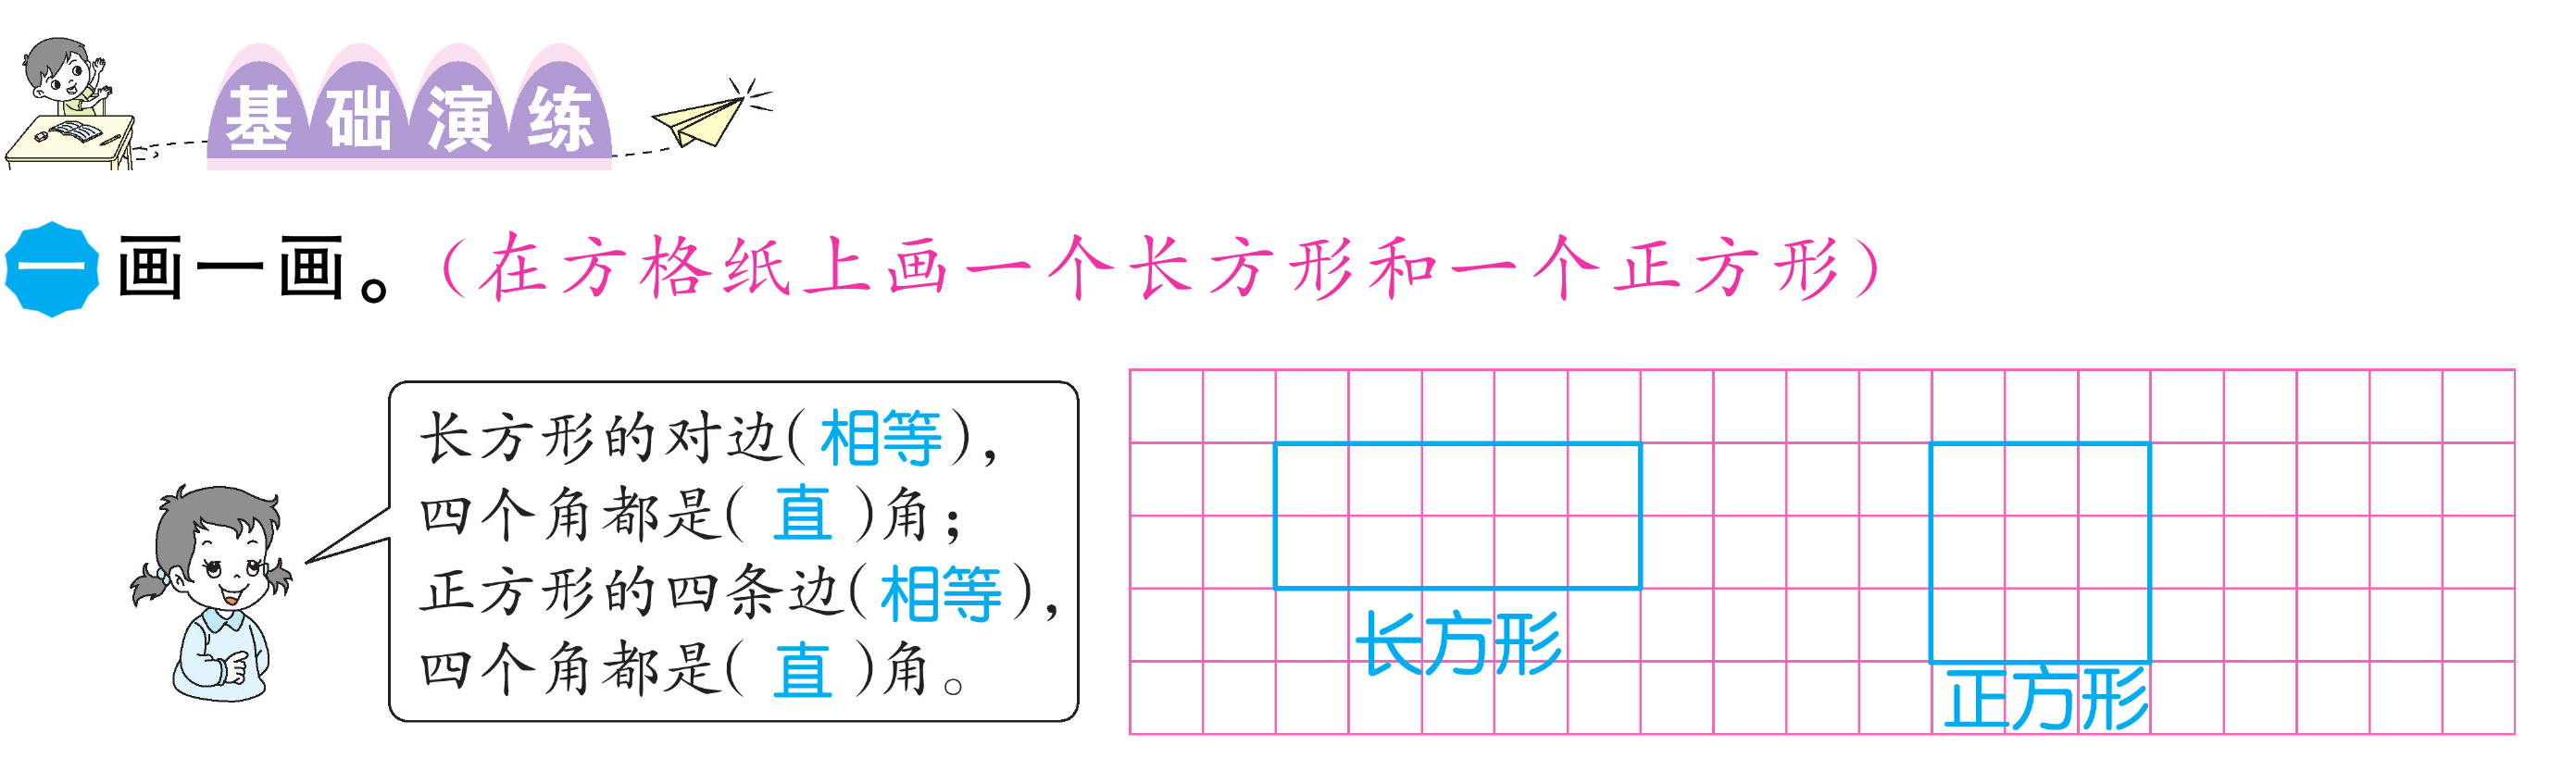 基础演练
一 画一画。(在方格纸上画一个长方形和一个正方形)
长方形的对边(相等),
四个角都是(直)角;
正方形的四条边(相等),
四个角都是(直)角。
长方形
正方形